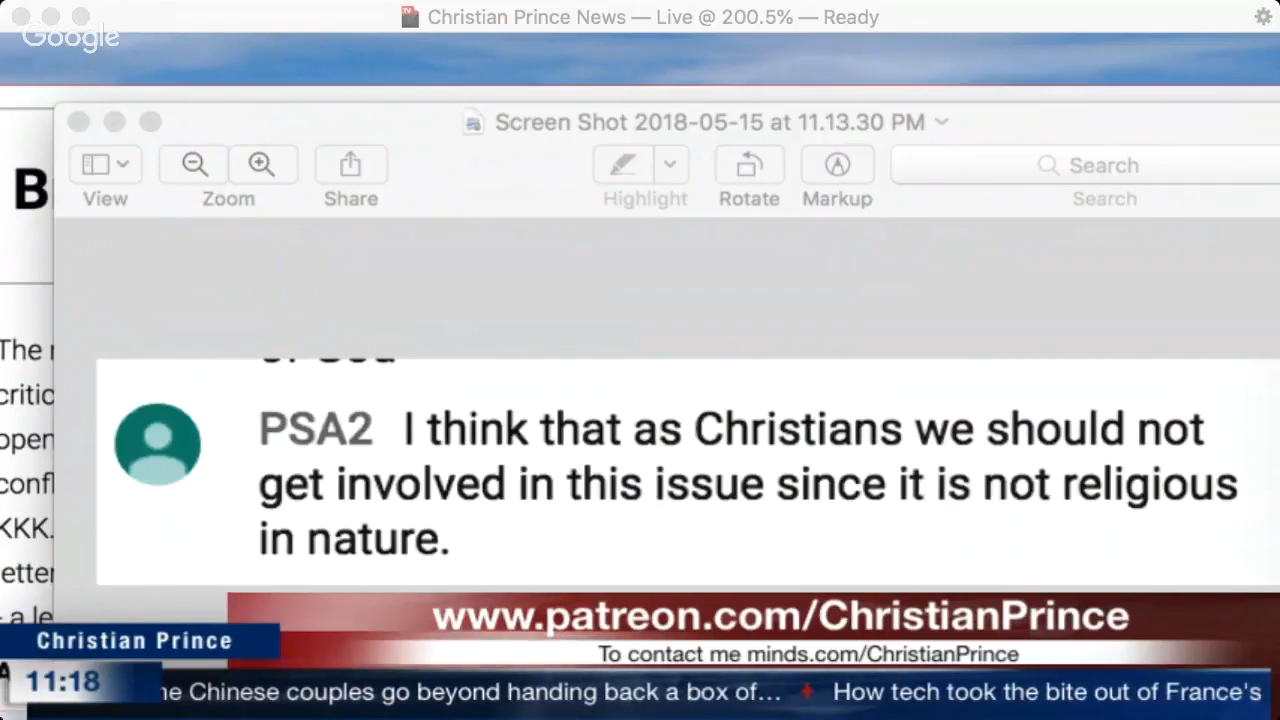 Christian Prince News — Live @ 200.5% — Ready
Google
Screen Shot 2018-05-15 at 11.13.30 PM
View
Zoom
Share
Highlight
Rotate
Markup
Search
Search
B
The
KKK.
a le
PSA2 I think that as Christians we should not
get involved in this issue since it is not religious
in nature.
www.patreon.com/ChristianPrince
To contact me minds.com/ChristianPrince
Christian Prince
11:18
Chinese couples go beyond handing back a box of... How tech took the bite out of France's